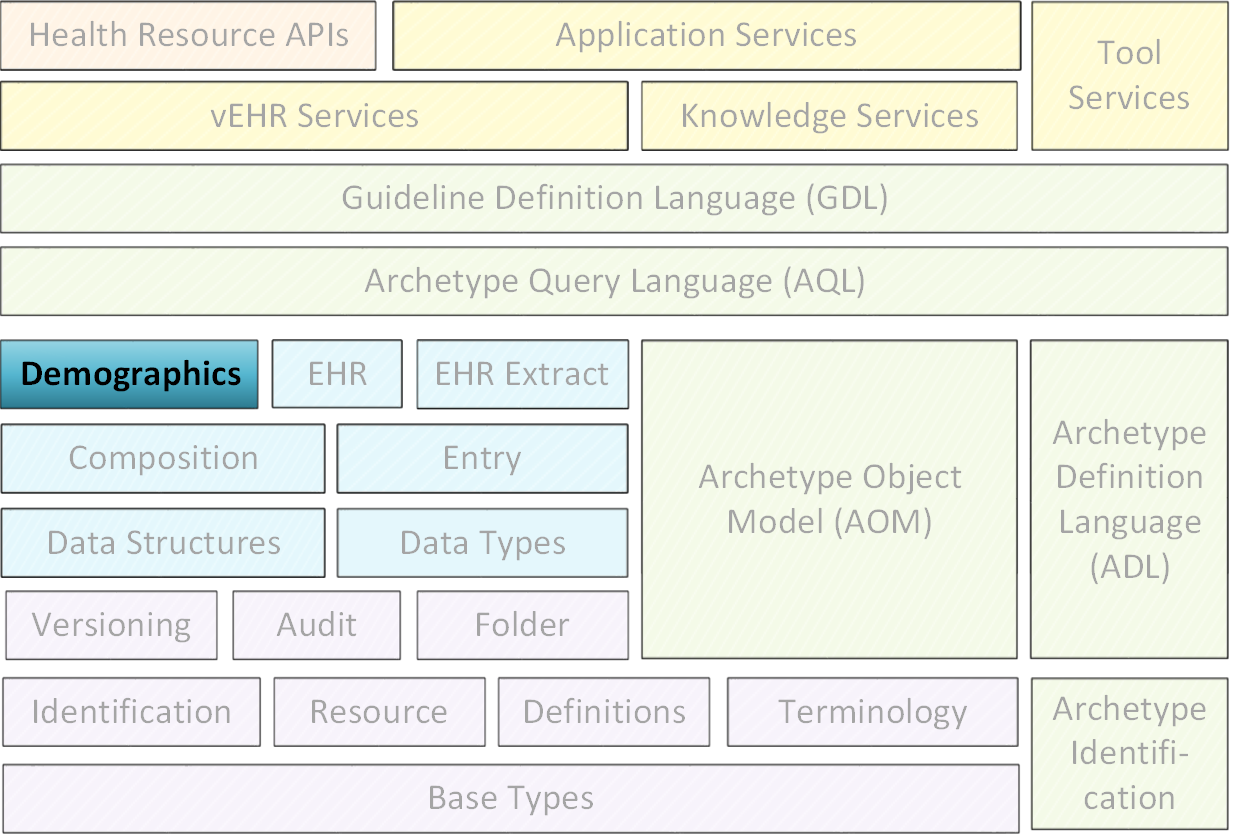 Health Resource APIs
Application Services
Tool
Services
vEHR Services
Knowledge Services
Guideline Definition Language (GDL)
Archetype Query Language (AQL)
Demographics
EHR
EHR Extract
Composition
Entry
Data Structures
Data Types
Versioning
Audit
Folder
Archetype Object
Model (AOM)
Archetype
Definition
Language
(ADL)
Identification
Resource
Definitions
Terminology
Base Types
Archetype
Identifi-
cation